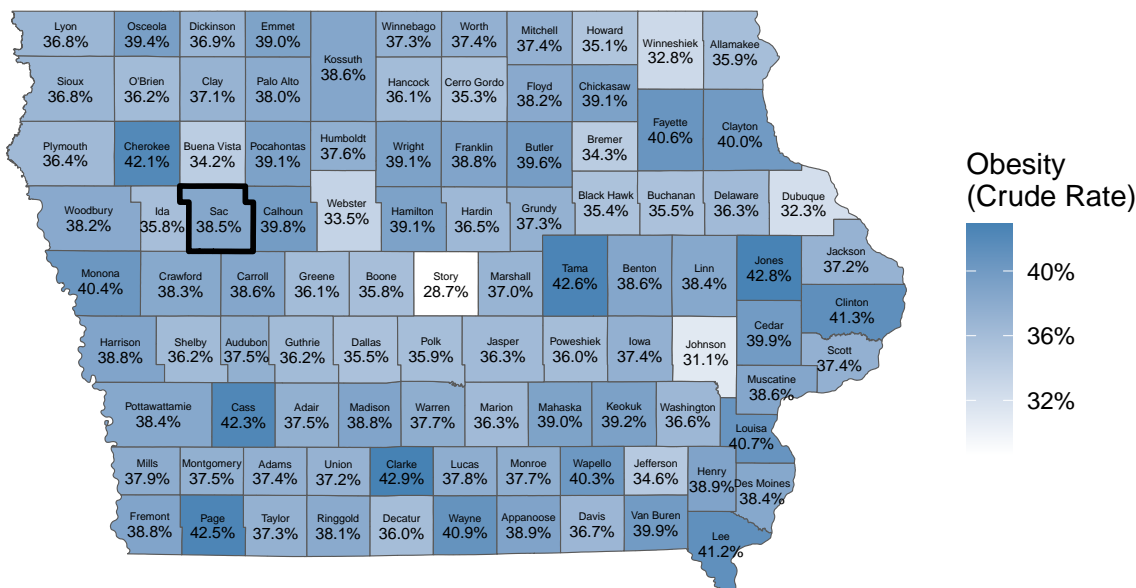 Lyon
36.8%
Osceola
39.4%
Dickinson
36.9%
Emmet
39.0%
Winnebago
37.3%
Worth
37.4%
Mitchell
37.4%
Howard
35.1%
Winneshiek
32.8%
Allamakee
35.9%
Kossuth
38.6%
Sioux
36.8%
O'Brien
36.2%
Clay
37.1%
Palo Alto
38.0%
Hancock
36.1%
Cerro Gordo
35.3%
Floyd
38.2%
Chickasaw
39.1%
Fayette
40.6%
Clayton
40.0%
Plymouth
36.4%
Cherokee
42.1%
Buena Vista
34.2%
Pocahontas
39.1%
Humboldt
37.6%
Wright
39.1%
Franklin
38.8%
Butler
39.6%
Bremer
34.3%
Woodbury
38.2%
Ida
35.8%
Sac
38.5%
Calhoun
39.8%
Webster
33.5%
Hamilton
39.1%
Hardin
36.5%
Grundy
37.3%
Black Hawk
35.4%
Buchanan
35.5%
Delaware
36.3%
Dubuque
32.3%
Monona
40.4%
Crawford
38.3%
Carroll
38.6%
Greene
36.1%
Boone
35.8%
Story
28.7%
Marshall
37.0%
Tama
42.6%
Benton
38.6%
Linn
38.4%
Jones
42.8%
Jackson
37.2%
Clinton
41.3%
Harrison
38.8%
Shelby
36.2%
Audubon
37.5%
Guthrie
36.2%
Dallas
35.5%
Polk
35.9%
Jasper
36.3%
Poweshiek
36.0%
Iowa
37.4%
Johnson
31.1%
Cedar
39.9%
Scott
37.4%
Muscatine
38.6%
Pottawattamie
38.4%
Cass
42.3%
Adair
37.5%
Madison
38.8%
Warren
37.7%
Marion
36.3%
Mahaska
39.0%
Keokuk
39.2%
Washington
36.6%
Louisa
40.7%
Mills
37.9%
Montgomery
37.5%
Adams
37.4%
Union
37.2%
Clarke
42.9%
Lucas
37.8%
Monroe
37.7%
Wapello
40.3%
Jefferson
34.6%
Henry
38.9%
Des Moines
38.4%
Fremont
38.8%
Page
42.5%
Taylor
37.3%
Ringgold
38.1%
Decatur
36.0%
Wayne
40.9%
Appanoose
38.9%
Davis
36.7%
Van Buren
39.9%
Lee
41.2%
Obesity
(Crude Rate)
40%
36%
32%